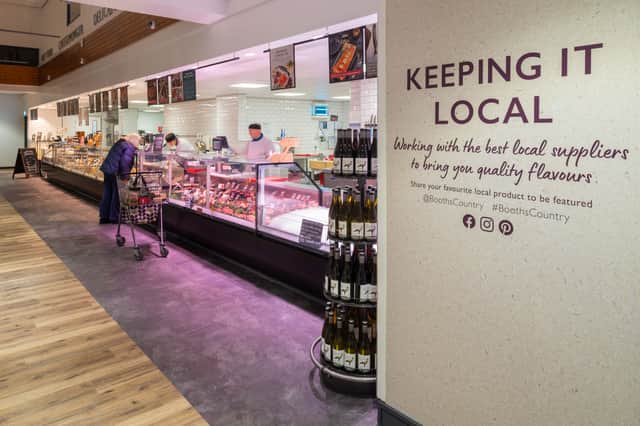 KEEPING IT
LOCAL
Working with the best local suppliers
to bring you quality flavours
Share your favourite local product to be featured
@BoothsCountry #BoothsCountry